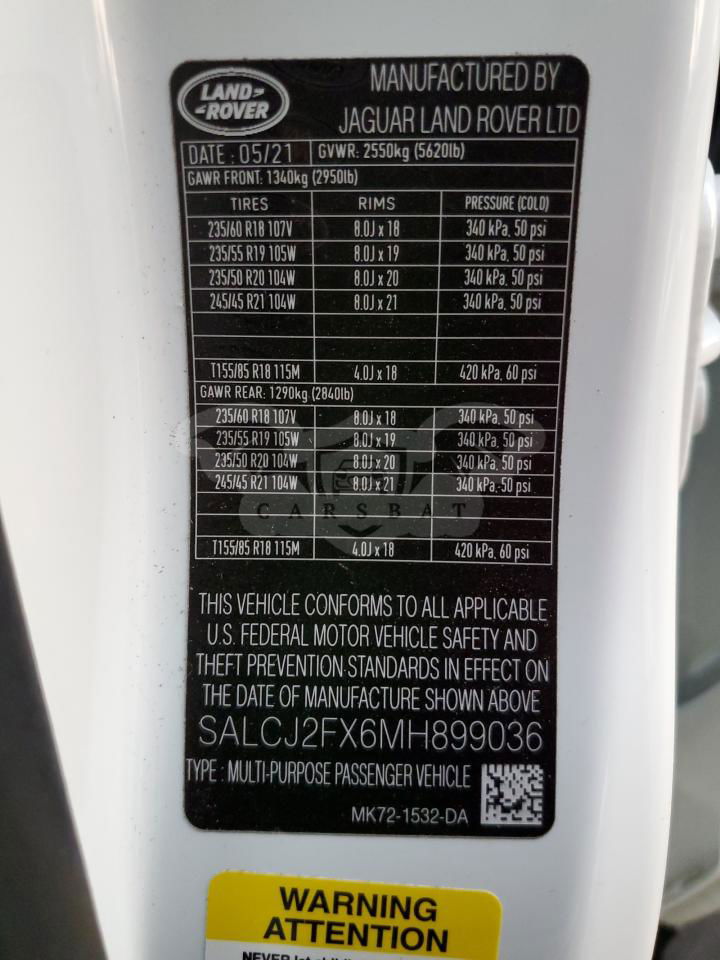 LAND-
-ROVER
MANUFACTURED BY
JAGUAR LAND ROVER LTD
DATE : 05/21 GVWR: 2550kg (5620lb)
GAWR FRONT: 1340kg (2950lb)
TIRES RIMS PRESSURE (COLD)
235/60 R18 107V 8.0J x 18 340 kPa, 50 psi
235/55 R19 105W 8.0J x 19 340 kPa, 50 psi
235/50 R20 104W 8.0J x 20 340 kPa, 50 psi
245/45 R21 104W 8.0J x 21 340 kPa, 50 psi
T155/85 R18 115M 4.0J x 18 420 kPa, 60 psi
GAWR REAR: 1290kg (2840lb)
235/60 R18 107V 8.0J x 18 340 kPa, 50 psi
235/55 R19 105W 8.0J x 19 340 kPa, 50 psi
235/50 R20 104W 8.0J x 20 340 kPa, 50 psi
245/45 R21 104W 8.0J x 21 340 kPa, 50 psi
CARSBAT
T155/85 R18 115M 4.0J x 18 420 kPa, 60 psi
THIS VEHICLE CONFORMS TO ALL APPLICABLE
U.S. FEDERAL MOTOR VEHICLE SAFETY AND
THEFT PREVENTION STANDARDS IN EFFECT ON
THE DATE OF MANUFACTURE SHOWN ABOVE
SALCJ2FX6MH899036
TYPE : MULTI-PURPOSE PASSENGER VEHICLE
MK72-1532-DA
WARNING
ATTENTION
NEVER let